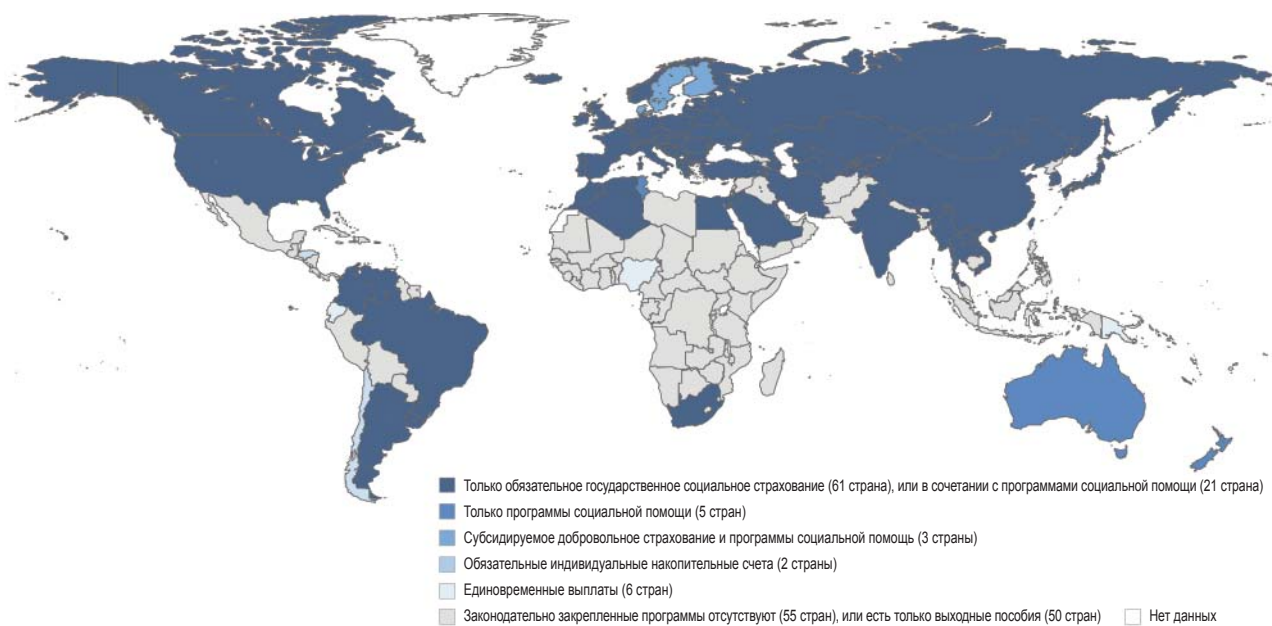 Только обязательное государственное социальное страхование (61 страна), или в сочетании с программами социальной помощи (21 страна)
Только программы социальной помощи (5 стран)
Субсидируемое добровольное страхование и программы социальной помощь (3 страны)
Обязательные индивидуальные накопительные счета (2 страны)
Единовременные выплаты (6 стран)
Законодательно закрепленные программы отсутствуют (55 стран), или есть только выходные пособия (50 стран) Нет данных